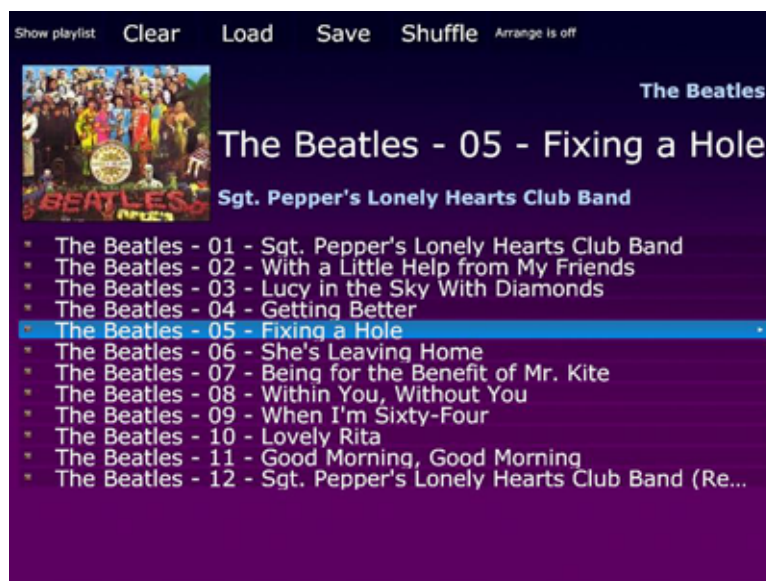 Show playlist Clear Load Save Shuffle Arrange is off
The Beatles
The Beatles - 05 - Fixing a Hole
Sgt. Pepper's Lonely Hearts Club Band
BEATLES
The Beatles - 01 - Sgt. Pepper's Lonely Hearts Club Band
The Beatles - 02 - With a Little Help from My Friends
The Beatles - 03 - Lucy in the Sky With Diamonds
The Beatles - 04 - Getting Better
The Beatles - 05 - Fixing a Hole
The Beatles - 06 - She's Leaving Home
The Beatles - 07 - Being for the Benefit of Mr. Kite
The Beatles - 08 - Within You, Without You
The Beatles - 09 - When I'm Sixty-Four
The Beatles - 10 - Lovely Rita
The Beatles - 11 - Good Morning, Good Morning
The Beatles - 12 - Sgt. Pepper's Lonely Hearts Club Band (Re...